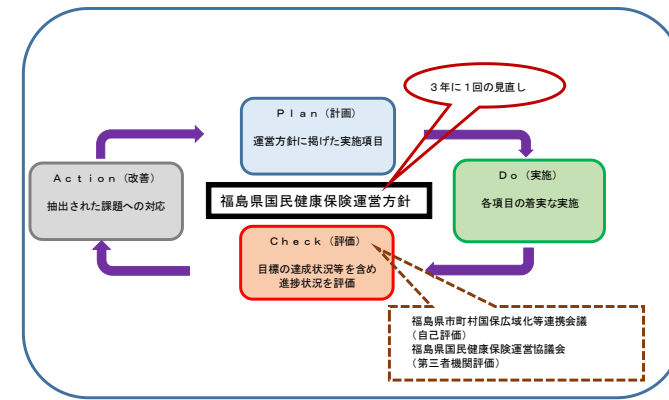 ３年に１回の見直し
Ｐｌａｎ（計画）
運営方針に掲げた実施項目
Ａｃｔｉｏｎ（改善）
抽出された課題への対応
福島県国民健康保険運営方針
Ｄｏ（実施）
各項目の着実な実施
Ｃｈｅｃｋ（評価）
目標の達成状況等を含め
進捗状況を評価
福島県市町村国保広域化等連携会議
（自己評価）
福島県国民健康保険運営協議会
（第三者機関評価）